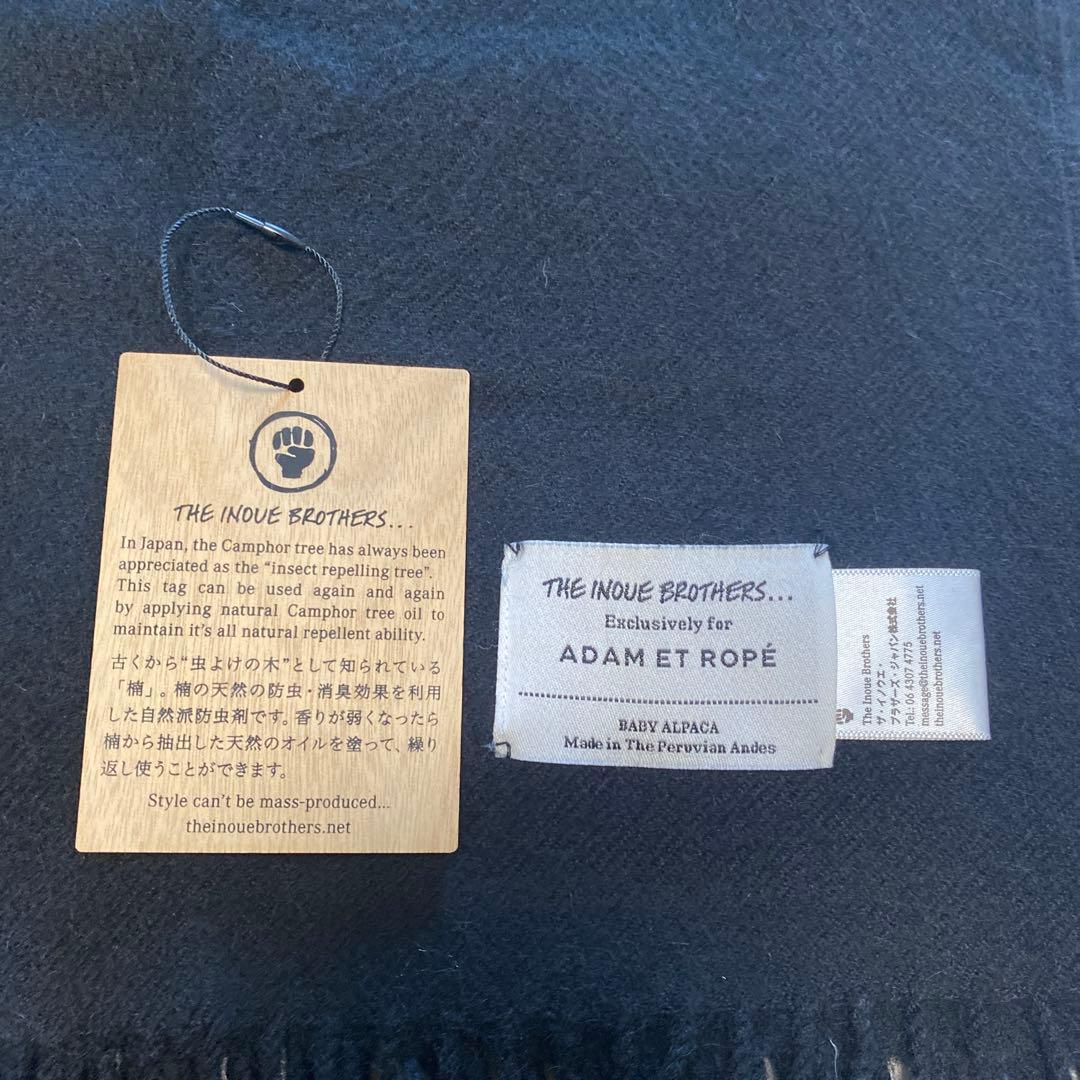 THE INOUE BROTHERS...
In Japan, the Camphor tree has always been
appreciated as the “insect repelling tree”.
This tag can be used again and again
by applying natural Camphor tree oil to
maintain it’s all natural repellent ability.
古くから“虫よけの木”として知られている
「楠」。楠の天然の防虫・消臭効果を利用
した自然派防虫剤です。香りが弱くなったら
楠から抽出した天然のオイルを塗って、繰り
返し使うことができます。
Style can’t be mass-produced...
theinouebrothers.net
THE INOUE BROTHERS...
Exclusively for
ADAM ET ROPÉ
BABY ALPACA
Made in The Peruvian Andes
The Inoue Brothers
ザ・イノウエ・
ブラザーズ・ジャパン株式会社
Tel.: 06 4307 4775
message@theinouebrothers.net
theinouebrothers.net